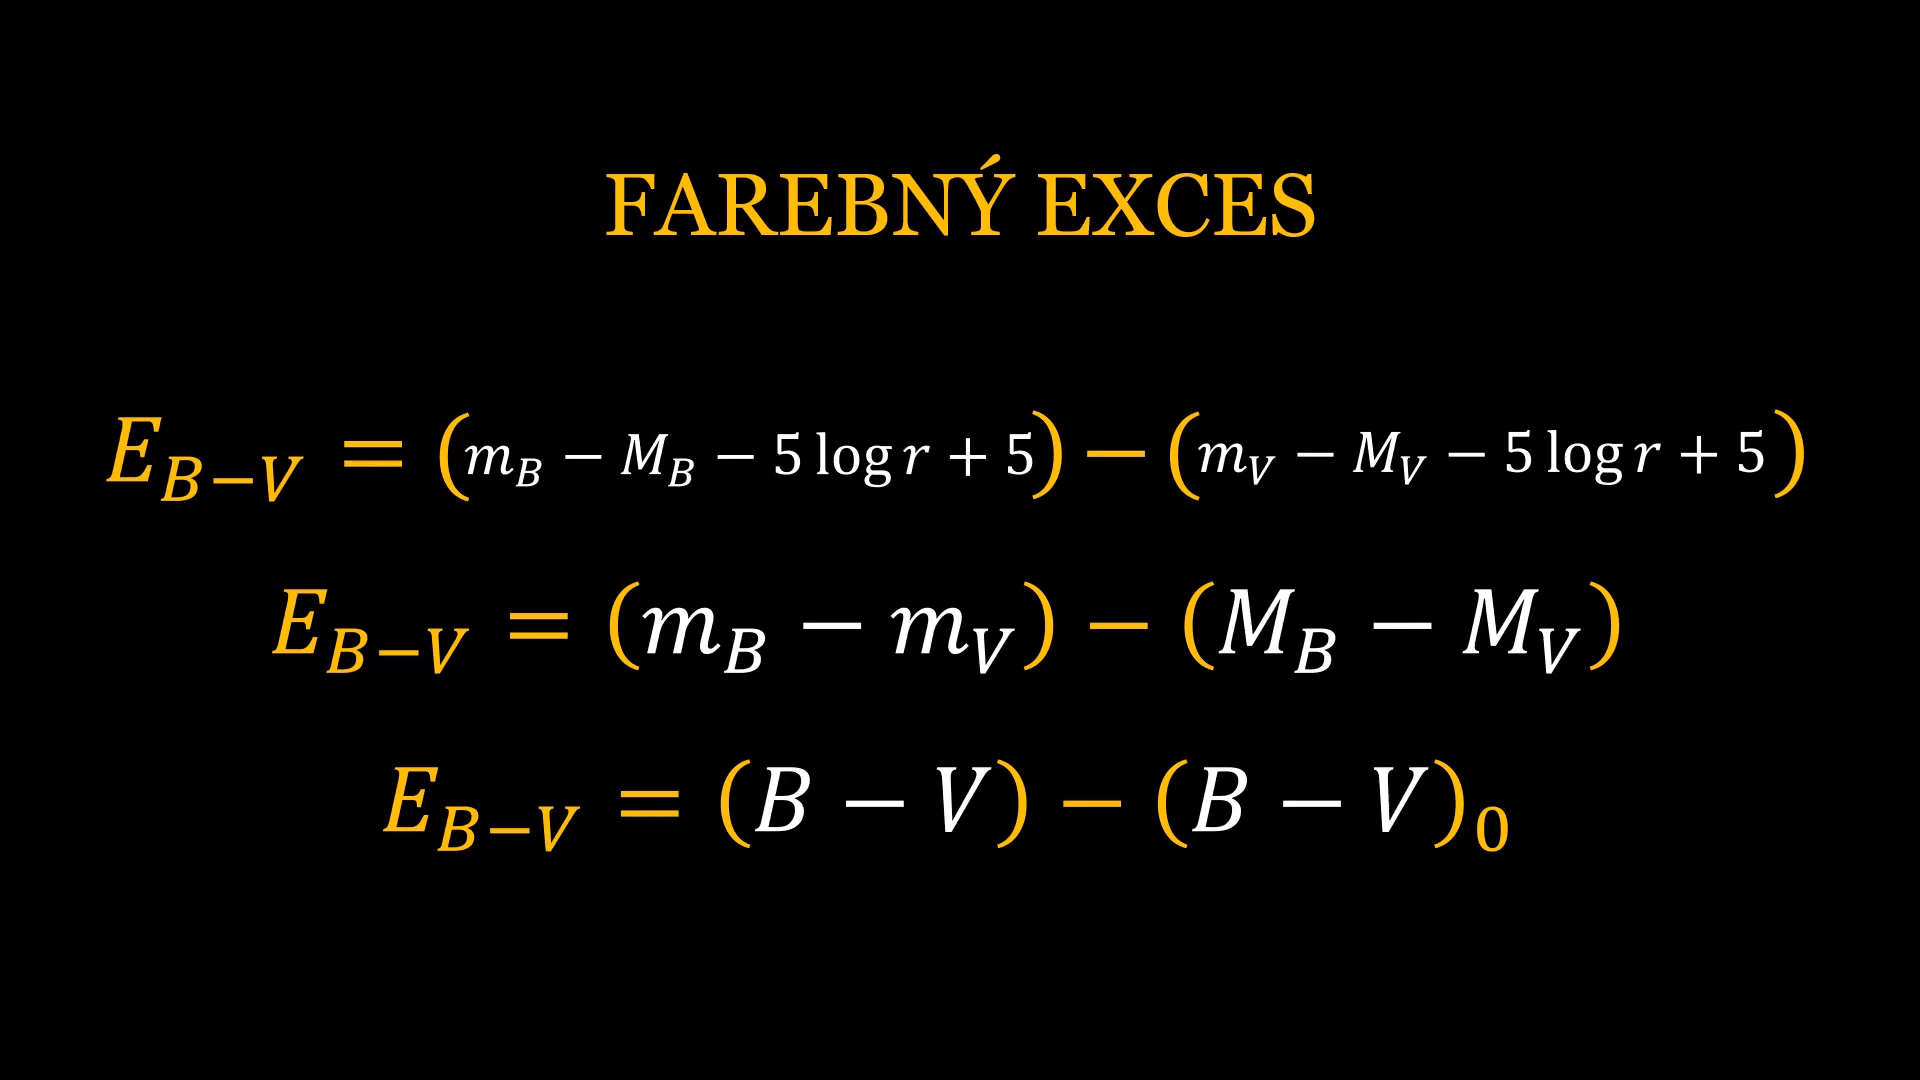 FAREBNÝ EXCES
E_{B−V} = (m_B − M_B − 5 log r + 5) − (m_V − M_V − 5 log r + 5)
E_{B−V} = (m_B − m_V) − (M_B − M_V)
E_{B−V} = (B − V) − (B − V)_0